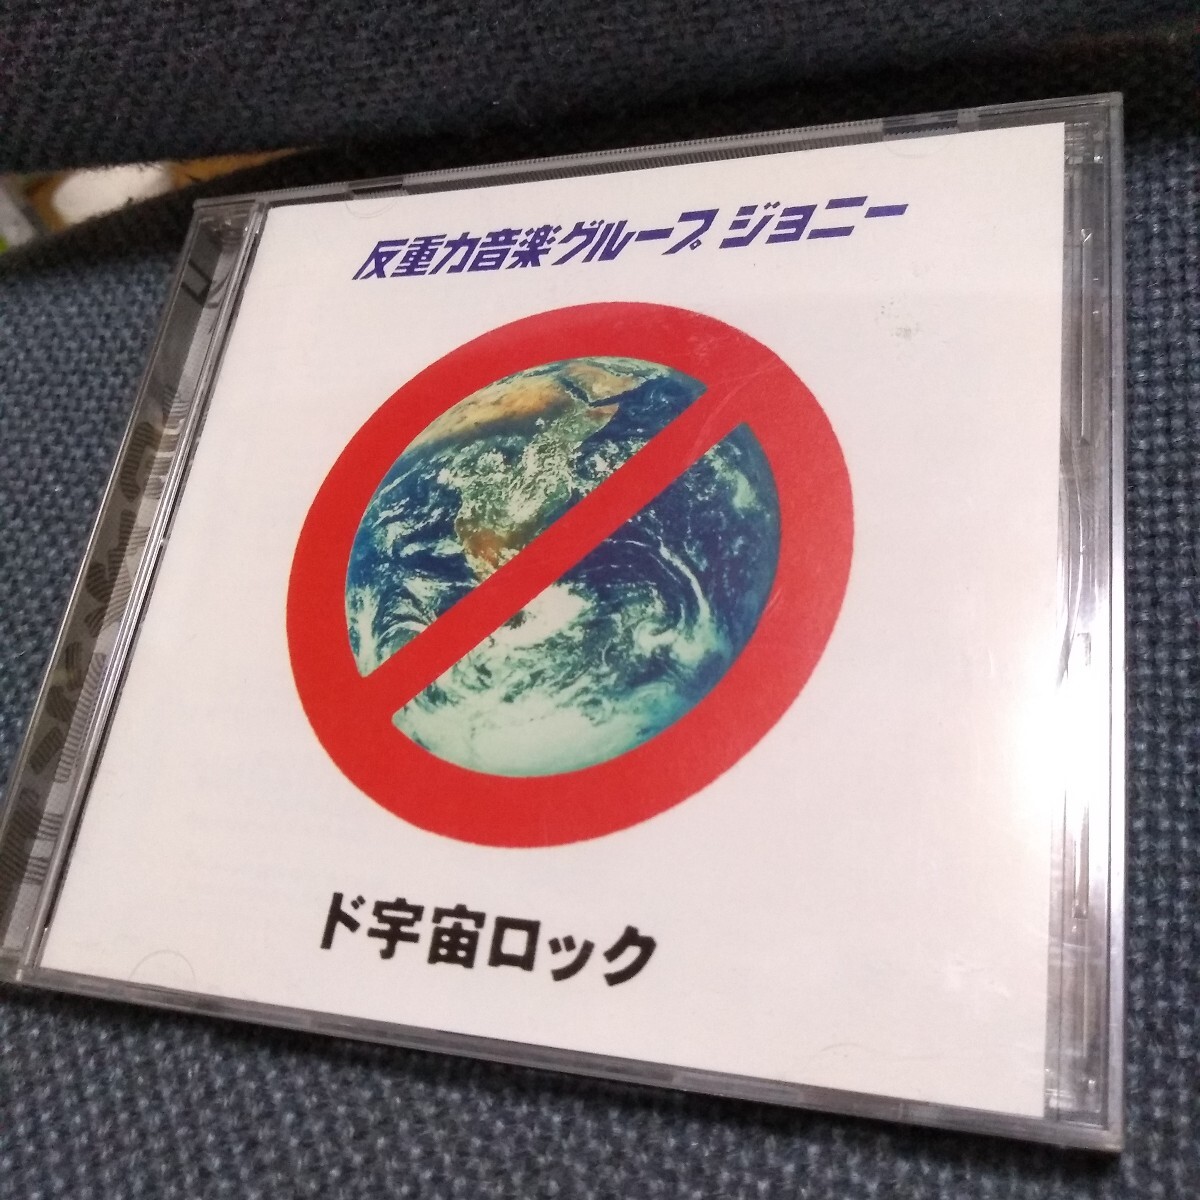 反重力音楽グループ ジョニー
ド宇宙ロック